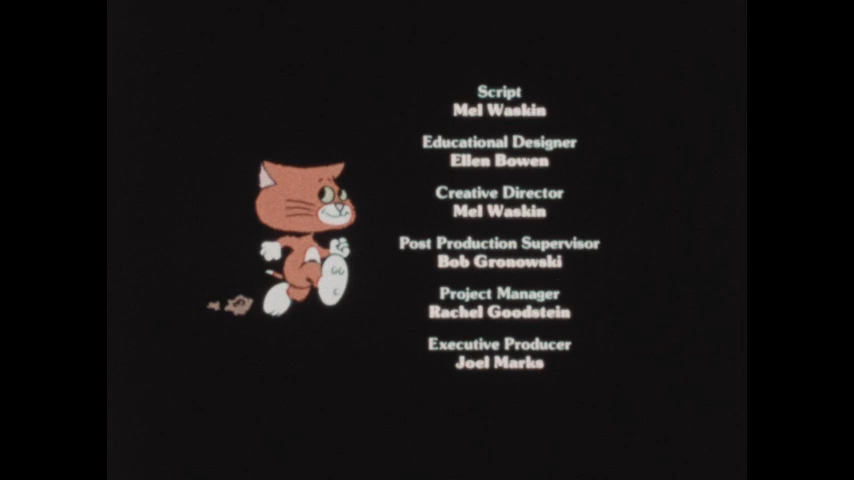 Script
Mel Waskin
Educational Designer
Ellen Bowen
Creative Director
Mel Waskin
Post Production Supervisor
Bob Gronowski
Project Manager
Rachel Goodstein
Executive Producer
Joel Marks